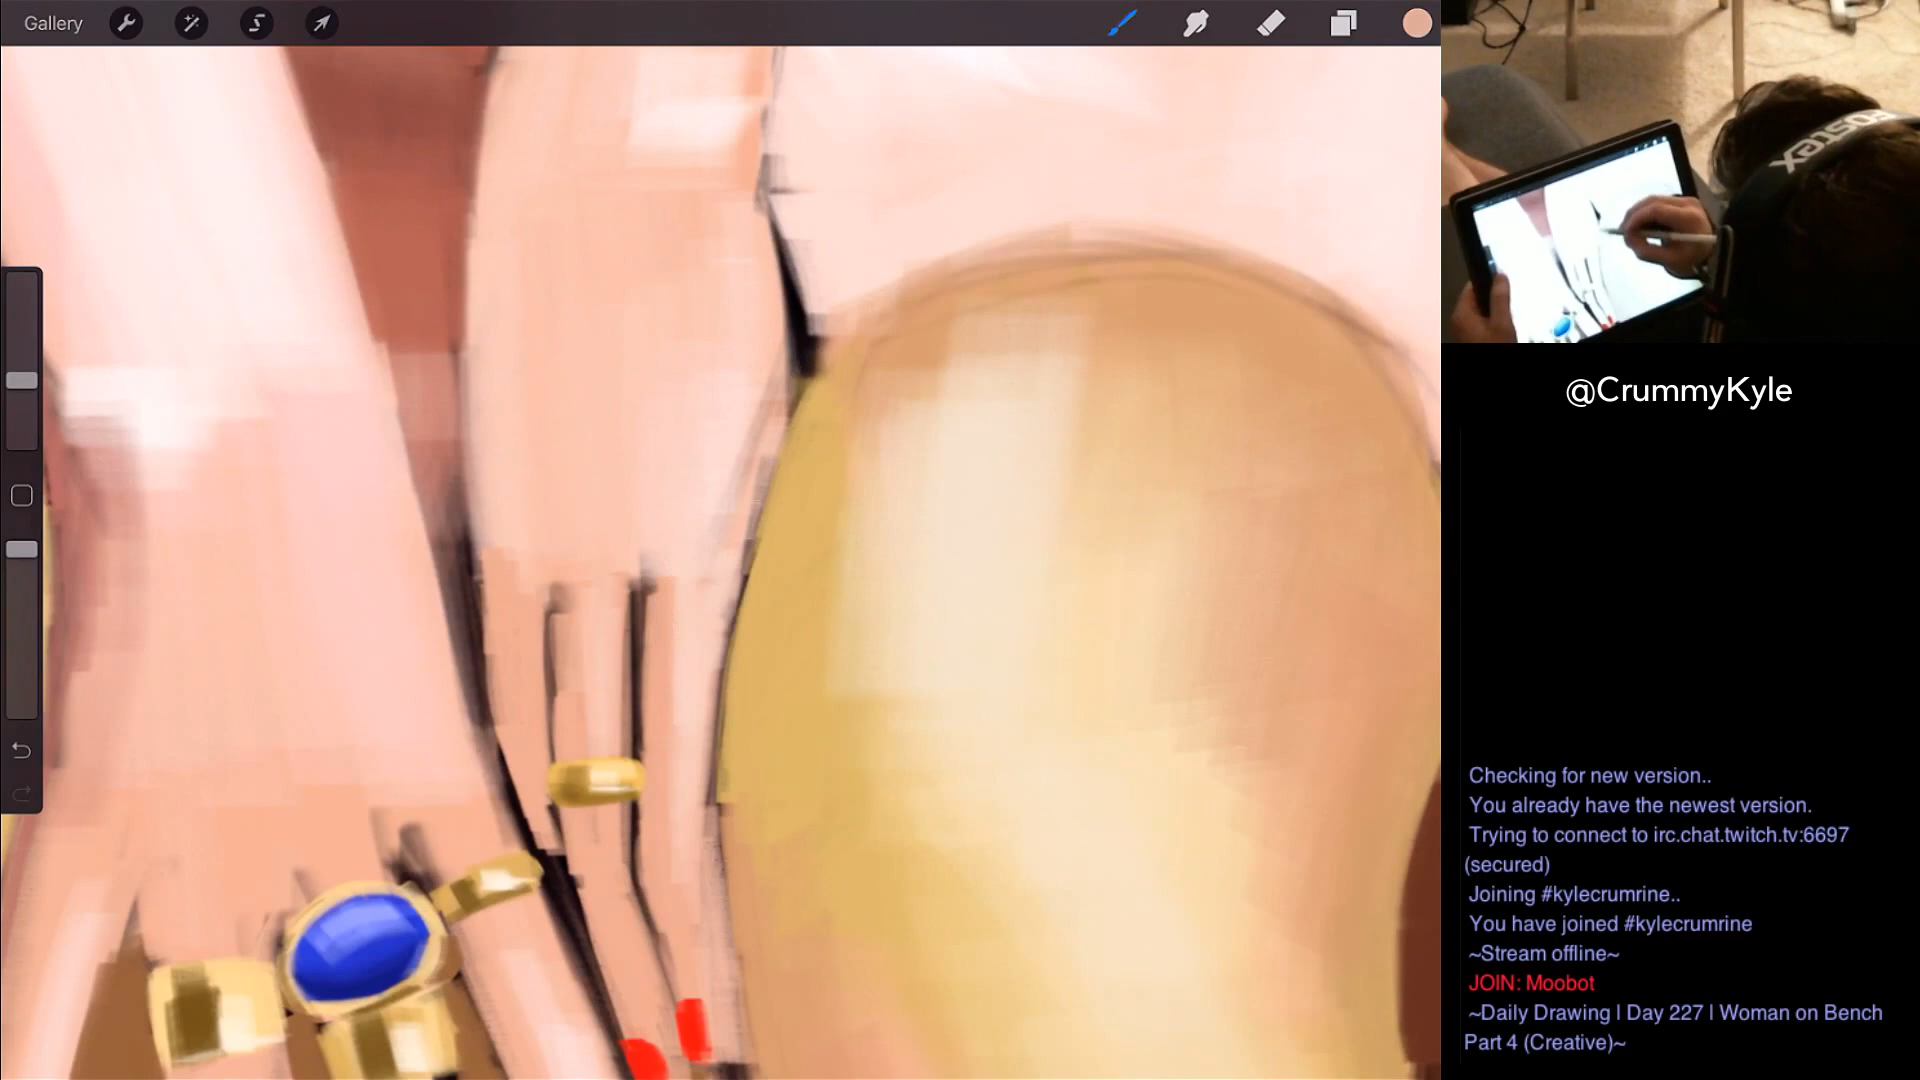 Gallery
FOSTEX
@CrummyKyle
Checking for new version..
You already have the newest version.
Trying to connect to irc.chat.twitch.tv:6697
(secured)
Joining #kylecrumrine..
You have joined #kylecrumrine
~Stream offline~
JOIN: Moobot
~Daily Drawing | Day 227 | Woman on Bench
Part 4 (Creative)~